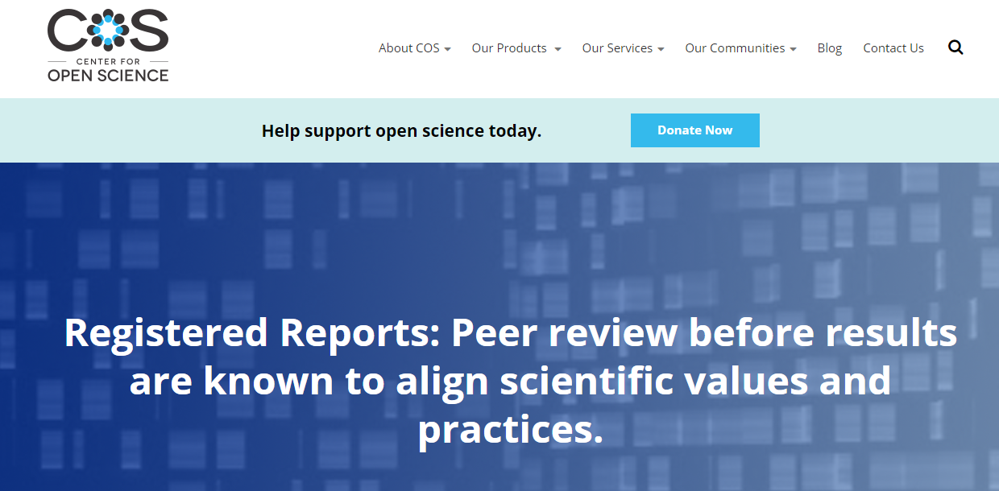 COS
CENTER FOR
OPEN SCIENCE
About COS
Our Products
Our Services
Our Communities
Blog
Contact Us
Help support open science today.
Donate Now
Registered Reports: Peer review before results
are known to align scientific values and
practices.